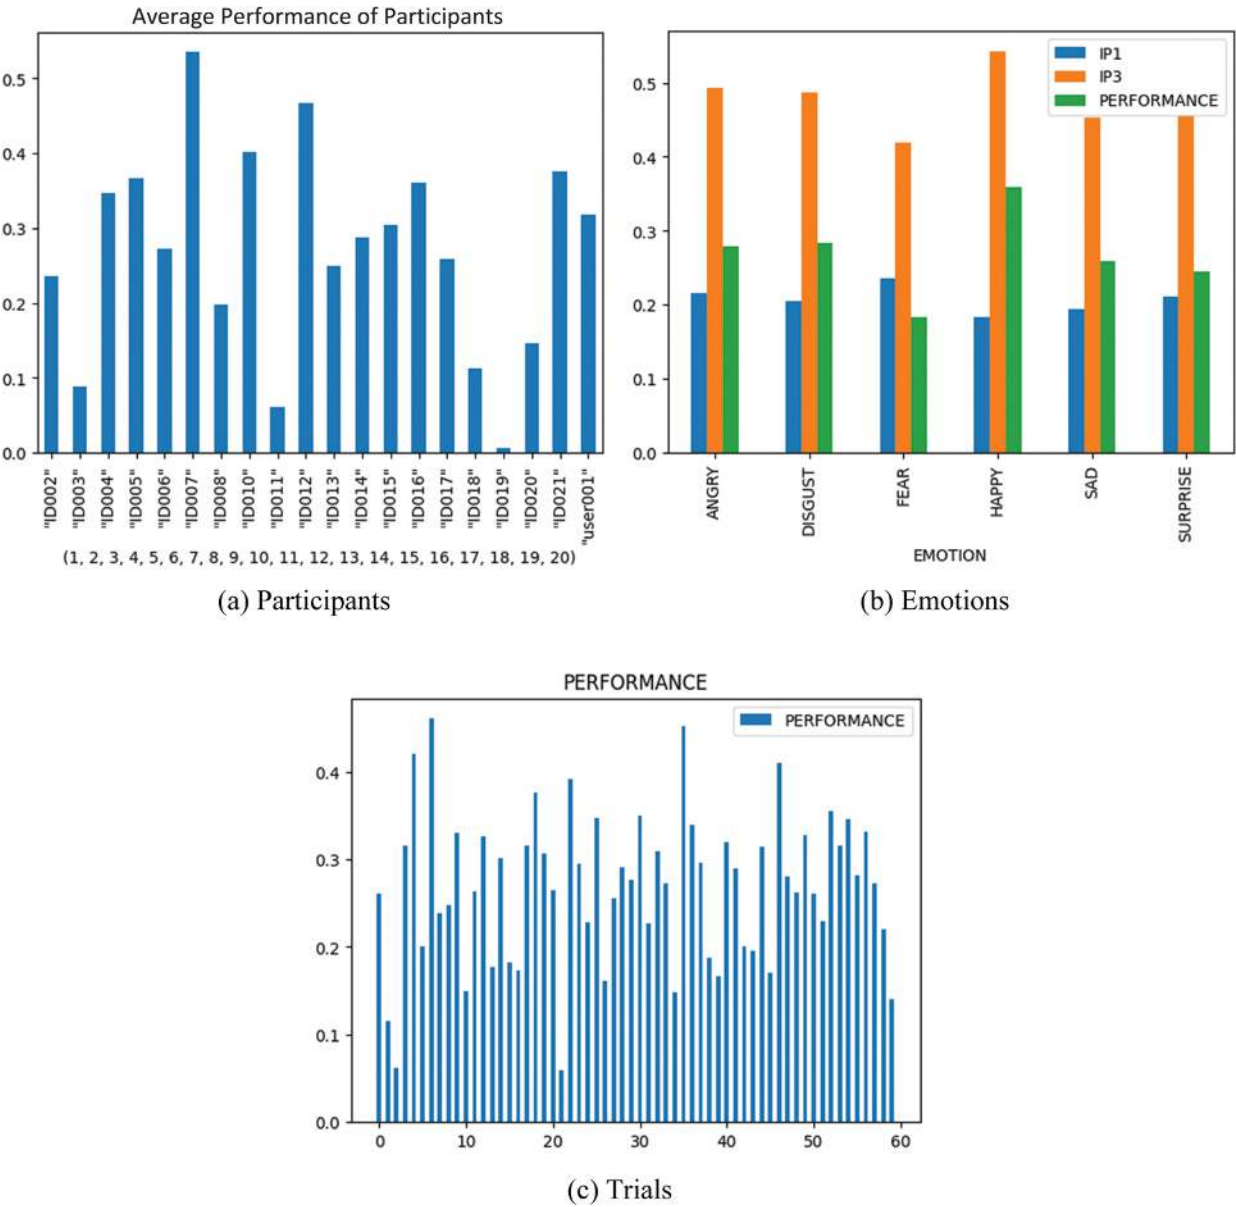 Average Performance of Participants
0.5
0.4
0.3
0.2
0.1
0.0
"ID002" "ID003" "ID004" "ID005" "ID006" "ID007" "ID008" "ID010" "ID011" "ID012" "ID013" "ID014" "ID015" "ID016" "ID017" "ID018" "ID019" "ID020" "ID021" "user001"
(1, 2, 3, 4, 5, 6, 7, 8, 9, 10, 11, 12, 13, 14, 15, 16, 17, 18, 19, 20)
(a) Participants
IP1
IP3
PERFORMANCE
0.5
0.4
0.3
0.2
0.1
0.0
ANGRY DISGUST FEAR HAPPY SAD SURPRISE
EMOTION
(b) Emotions
PERFORMANCE
PERFORMANCE
0.4
0.3
0.2
0.1
0.0
0 10 20 30 40 50 60
(c) Trials